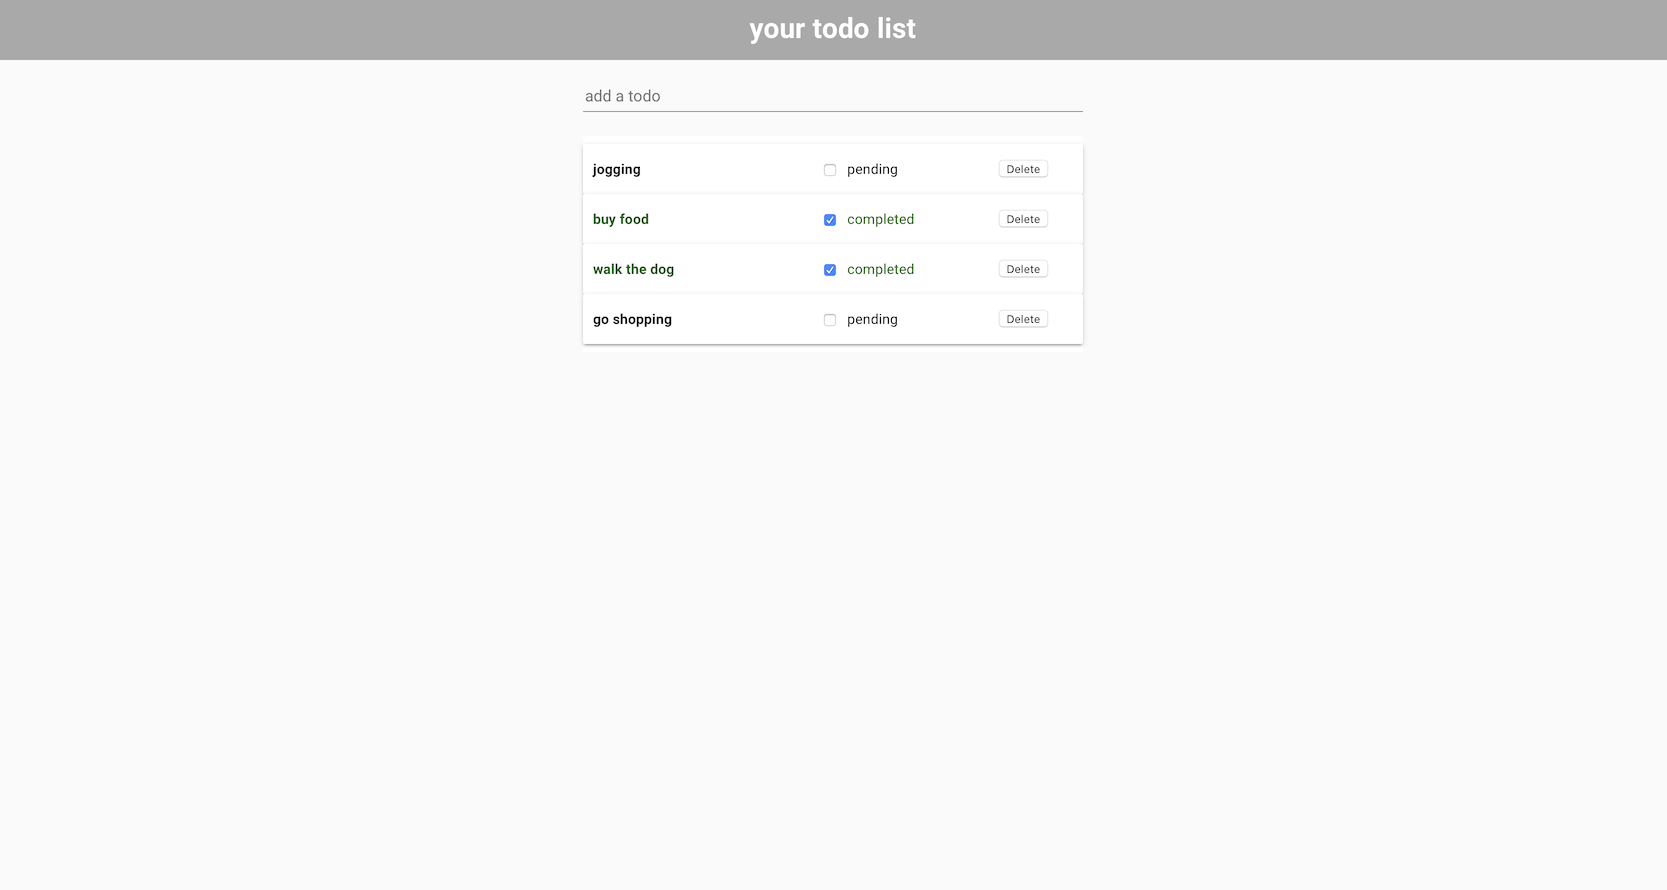 your todo list
add a todo
jogging pending Delete
buy food completed Delete
walk the dog completed Delete
go shopping pending Delete